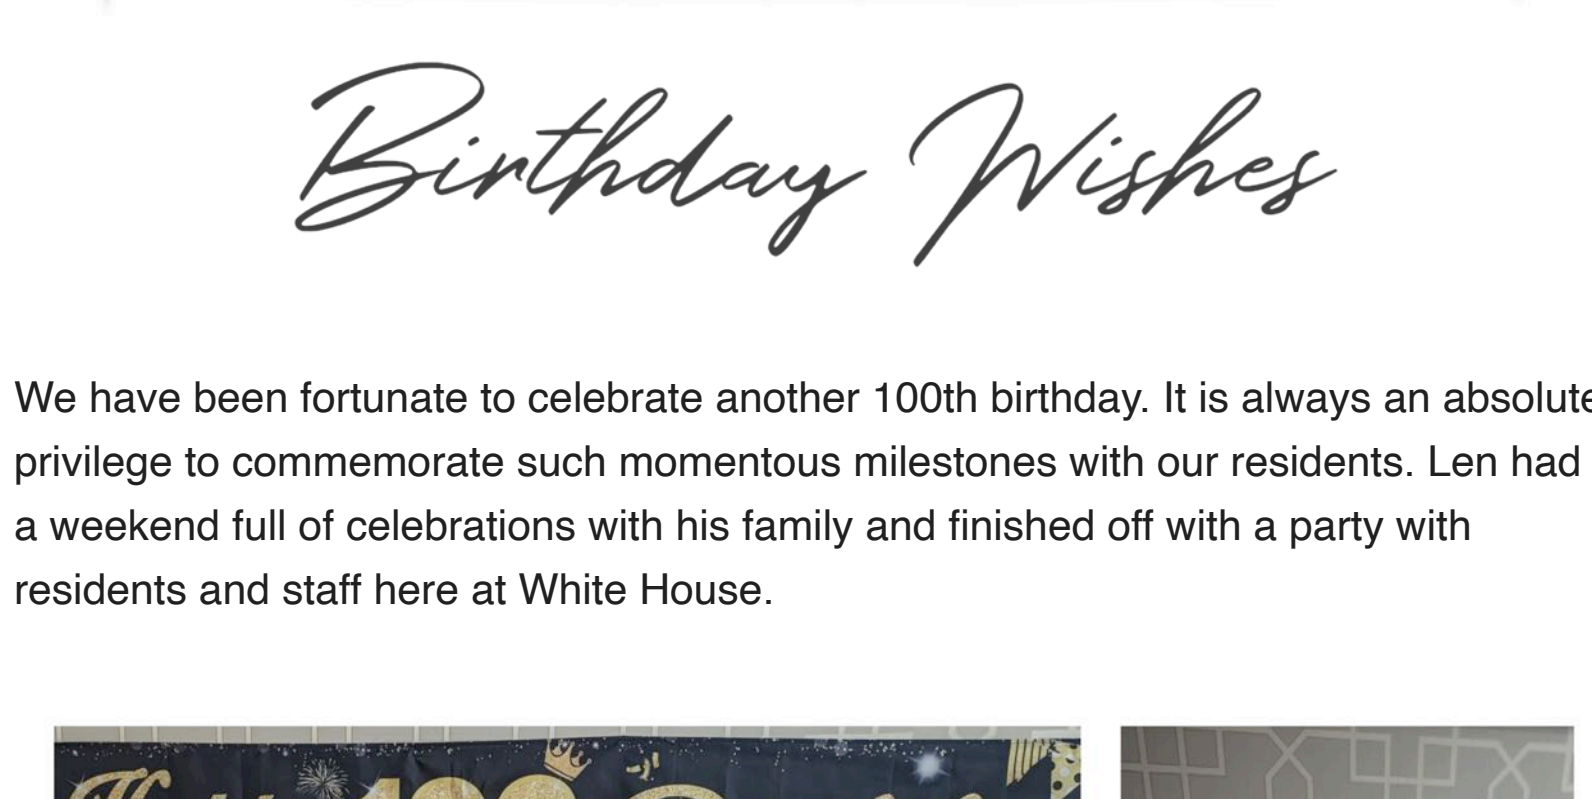 Birthday Wishes
We have been fortunate to celebrate another 100th birthday. It is always an absolute
privilege to commemorate such momentous milestones with our residents. Len had
a weekend full of celebrations with his family and finished off with a party with
residents and staff here at White House.
100